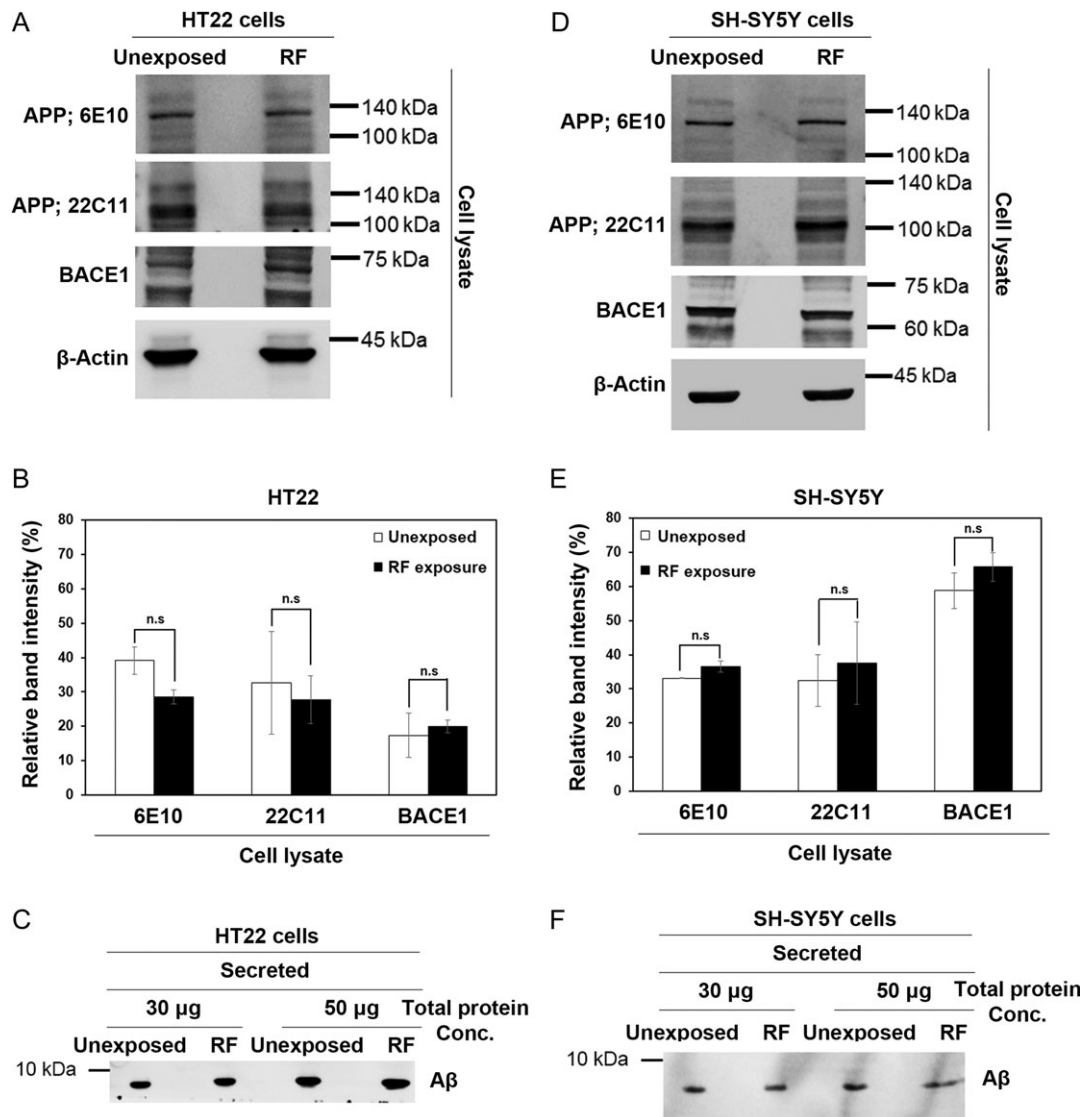 A
HT22 cells
Unexposed RF
APP; 6E10
140 kDa
100 kDa
APP; 22C11
140 kDa
100 kDa
BACE1
75 kDa
β-Actin
45 kDa
Cell lysate
D
SH-SY5Y cells
Unexposed RF
APP; 6E10
140 kDa
100 kDa
APP; 22C11
140 kDa
100 kDa
BACE1
75 kDa
60 kDa
β-Actin
45 kDa
Cell lysate
B
HT22
Relative band intensity (%)
80
70
60
50
40
30
20
10
0
Unexposed
RF exposure
n.s
n.s
n.s
6E10 22C11 BACE1
Cell lysate
E
SH-SY5Y
Relative band intensity (%)
80
70
60
50
40
30
20
10
0
Unexposed
RF exposure
n.s
n.s
n.s
6E10 22C11 BACE1
Cell lysate
C
HT22 cells
Secreted
30 μg 50 μg Total protein
Conc.
Unexposed RF Unexposed RF
10 kDa
Aβ
F
SH-SY5Y cells
Secreted
30 μg 50 μg Total protein
Conc.
Unexposed RF Unexposed RF
10 kDa
Aβ